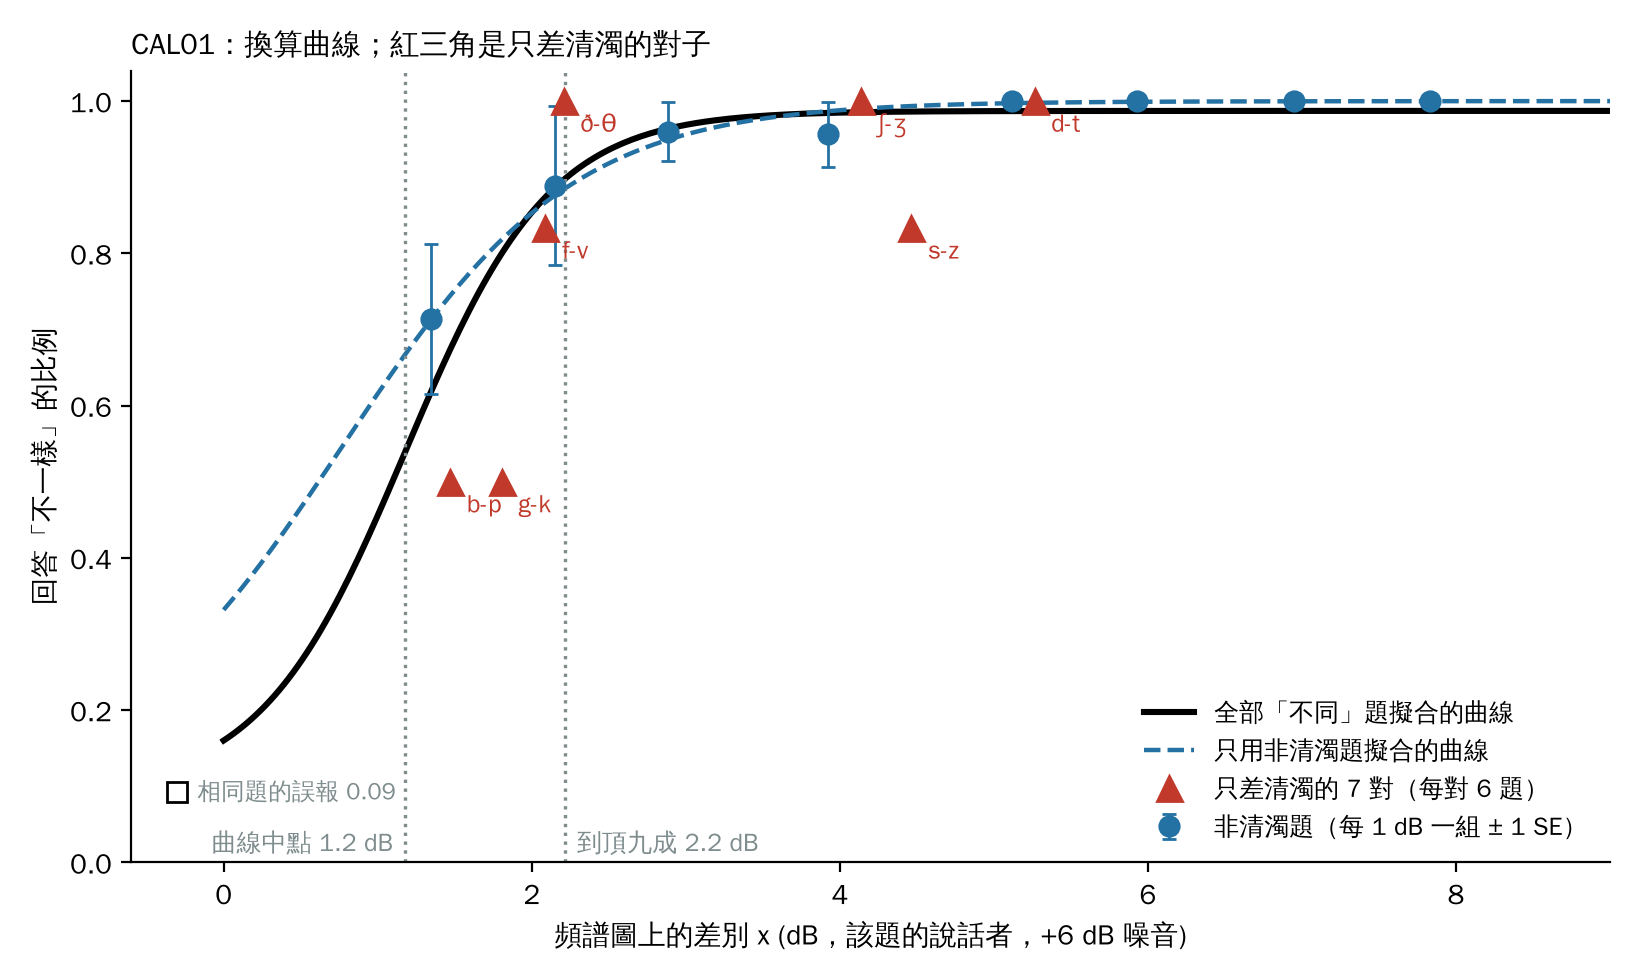 CAL01：換算曲線；紅三角是只差清濁的對子
回答「不一樣」的比例
1.0
0.8
0.6
0.4
0.2
0.0
ð-θ
ʃ-ʒ
d-t
f-v
s-z
b-p
g-k
相同題的誤報 0.09
曲線中點 1.2 dB
到頂九成 2.2 dB
全部「不同」題擬合的曲線
只用非清濁題擬合的曲線
只差清濁的 7 對（每對 6 題）
非清濁題（每 1 dB 一組 ± 1 SE）
0 2 4 6 8
頻譜圖上的差別 x (dB，該題的說話者，+6 dB 噪音)